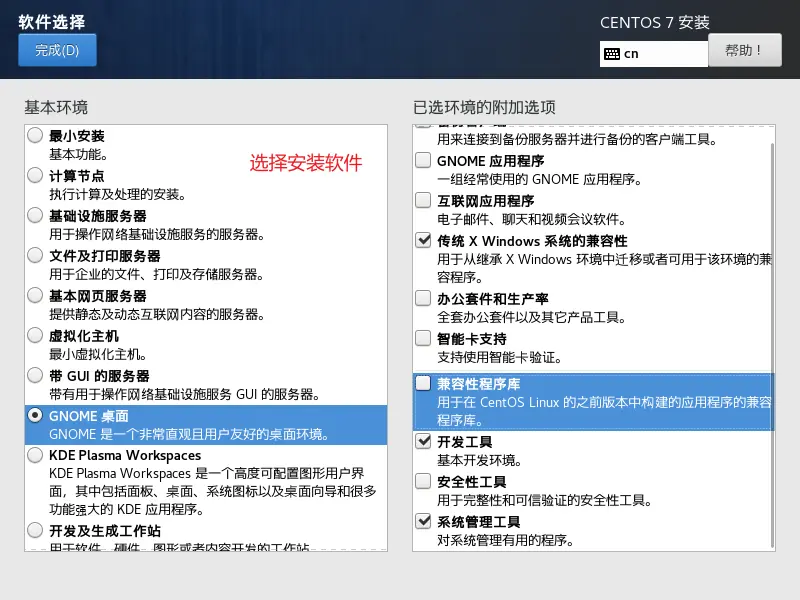 软件选择
完成(D)
CENTOS 7 安装
cn
帮助！
基本环境
最小安装
基本功能。
选择安装软件
计算节点
执行计算及处理的安装。
基础设施服务器
用于操作网络基础设施服务的服务器。
文件及打印服务器
用于企业的文件、打印及存储服务器。
基本网页服务器
提供静态及动态互联网内容的服务器。
虚拟化主机
最小虚拟化主机。
带 GUI 的服务器
带有用于操作网络基础设施服务 GUI 的服务器。
GNOME 桌面
GNOME 是一个非常直观且用户友好的桌面环境。
KDE Plasma Workspaces
KDE Plasma Workspaces 是一个高度可配置图形用户界
面，其中包括面板、桌面、系统图标以及桌面向导和很多
功能强大的 KDE 应用程序。
开发及生成工作站
用于软件、硬件、图形或者内容开发的工作站
已选环境的附加选项
备份客户端
用来连接到备份服务器并进行备份的客户端工具。
GNOME 应用程序
一组经常使用的 GNOME 应用程序。
互联网应用程序
电子邮件、聊天和视频会议软件。
传统 X Windows 系统的兼容性
用于从继承 X Windows 环境中迁移或者可用于该环境的兼
容程序。
办公套件和生产率
全套办公套件以及其它产品工具。
智能卡支持
支持使用智能卡验证。
兼容性程序库
用于在 CentOS Linux 的之前版本中构建的应用程序的兼容
程序库。
开发工具
基本开发环境。
安全性工具
用于完整性和可信验证的安全性工具。
系统管理工具
对系统管理有用的程序。